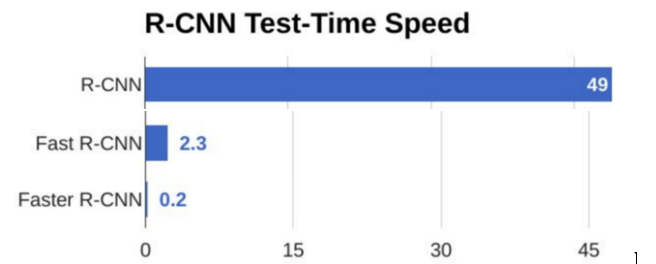 R-CNN Test-Time Speed
R-CNN 49
Fast R-CNN 2.3
Faster R-CNN 0.2
0 15 30 45